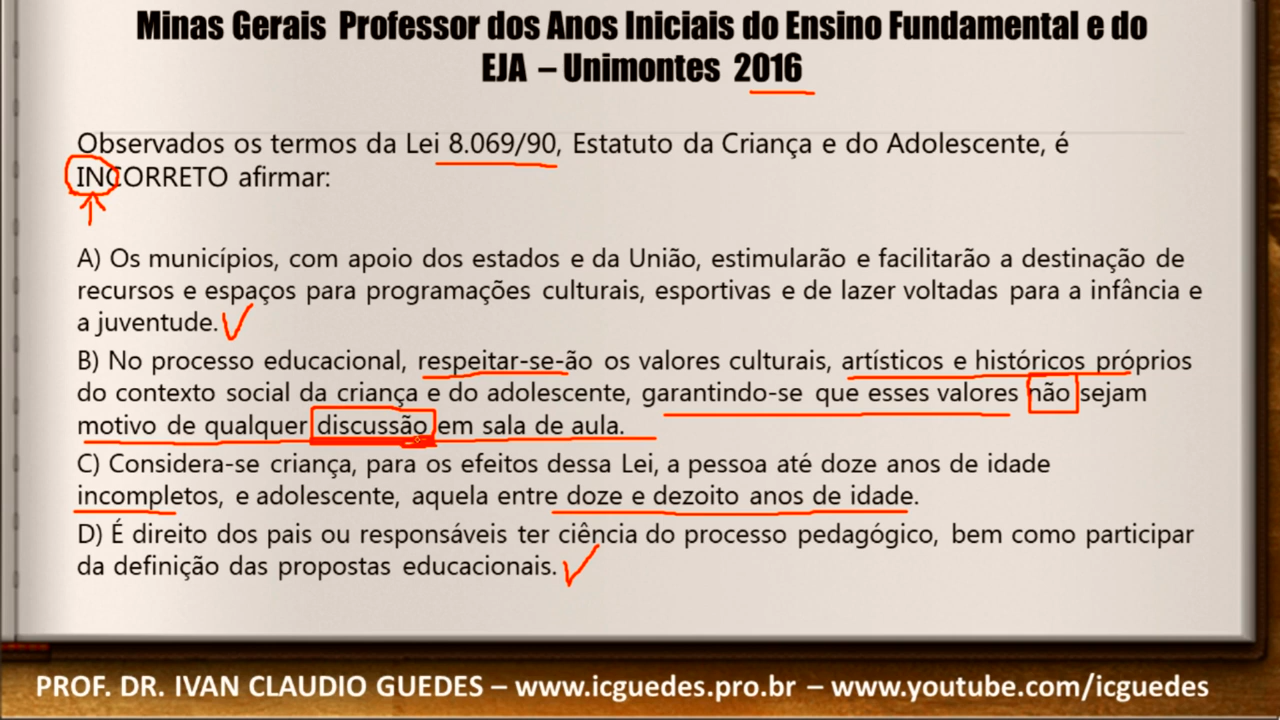 Minas Gerais Professor dos Anos Iniciais do Ensino Fundamental e do
EJA – Unimontes 2016
Observados os termos da Lei 8.069/90, Estatuto da Criança e do Adolescente, é
INCORRETO afirmar:
A) Os municípios, com apoio dos estados e da União, estimularão e facilitarão a destinação de
recursos e espaços para programações culturais, esportivas e de lazer voltadas para a infância e
a juventude.
B) No processo educacional, respeitar-se-ão os valores culturais, artísticos e históricos próprios
do contexto social da criança e do adolescente, garantindo-se que esses valores não sejam
motivo de qualquer discussão em sala de aula.
C) Considera-se criança, para os efeitos dessa Lei, a pessoa até doze anos de idade
incompletos, e adolescente, aquela entre doze e dezoito anos de idade.
D) É direito dos pais ou responsáveis ter ciência do processo pedagógico, bem como participar
da definição das propostas educacionais.
PROF. DR. IVAN CLAUDIO GUEDES – www.icguedes.pro.br – www.youtube.com/icguedes